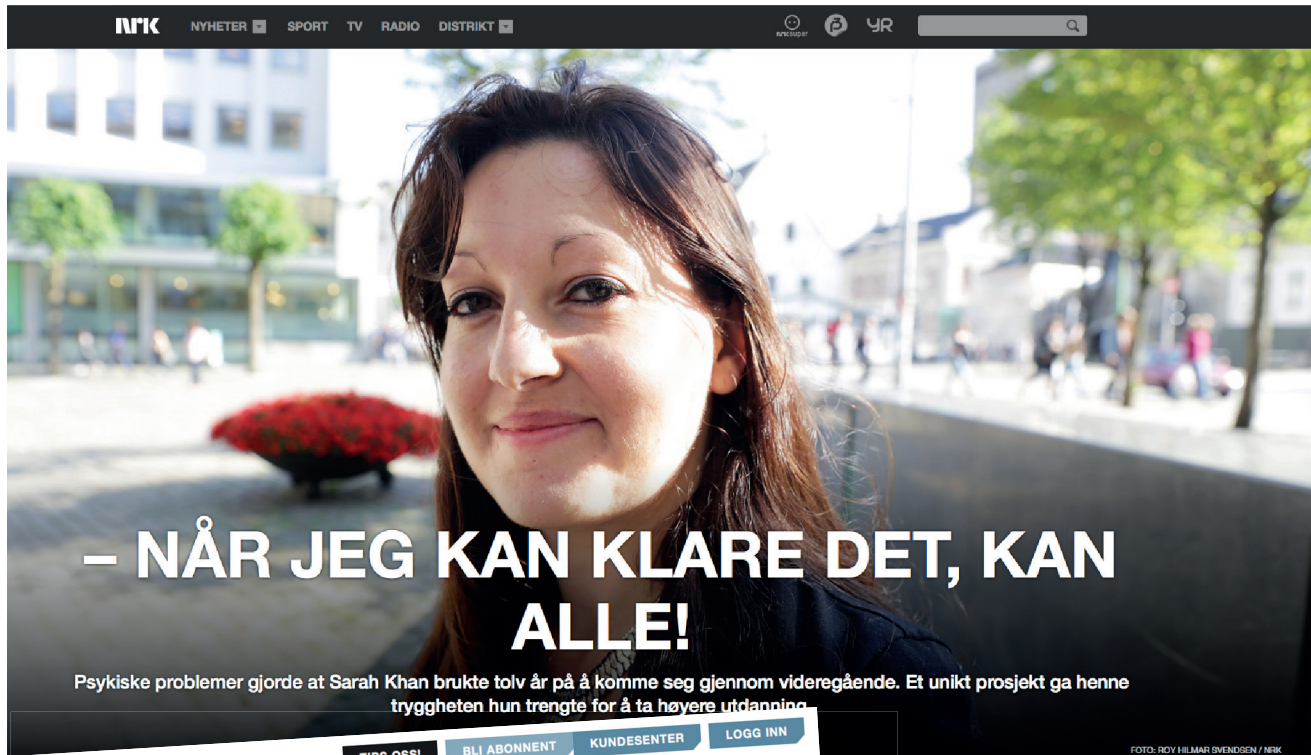 NRK NYHETER SPORT TV RADIO DISTRIKT nrk super YR
– NÅR JEG KAN KLARE DET, KAN
ALLE!
Psykiske problemer gjorde at Sarah Khan brukte tolv år på å komme seg gjennom videregående. Et unikt prosjekt ga henne
tryggheten hun trengte for å ta høyere utdanning
TIPS OSS! BLI ABONNENT KUNDESENTER LOGG INN
FOTO: ROY HILMAR SVENDSEN / NRK